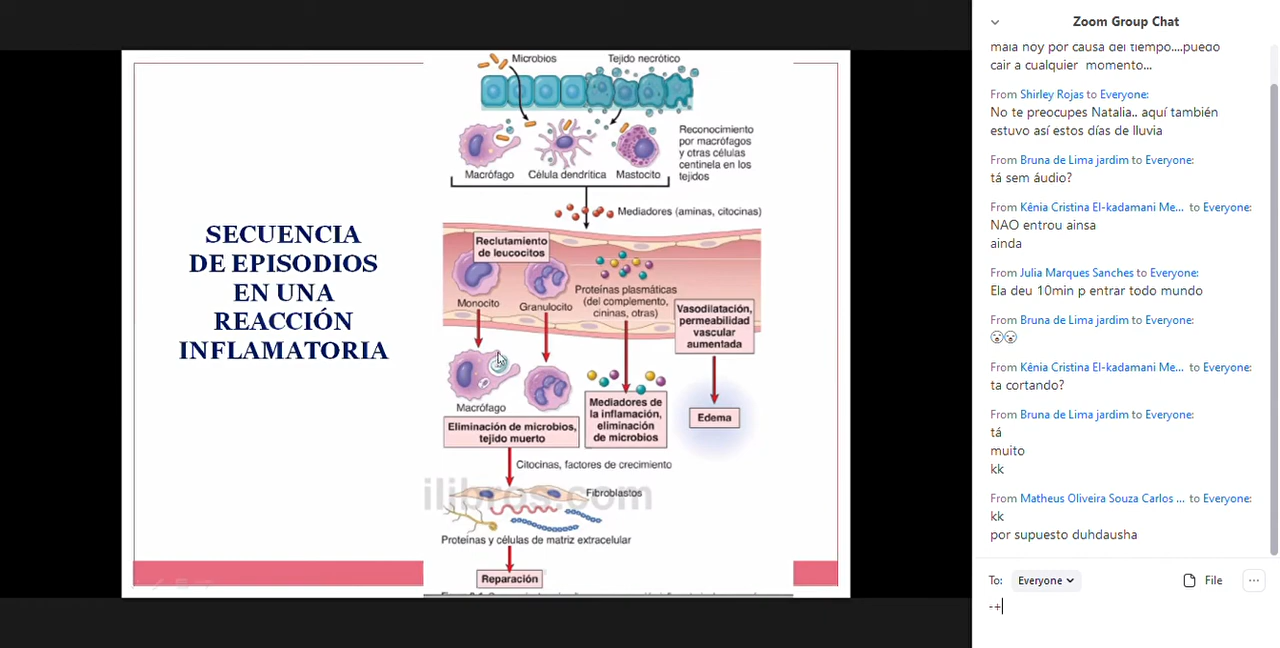 SECUENCIA
DE EPISODIOS
EN UNA
REACCIÓN
INFLAMATORIA
Microbios
Tejido necrótico
Macrófago
Célula dendrítica
Mastocito
Reconocimiento
por macrófagos
y otras células
centinela en los
tejidos
Mediadores (aminas, citocinas)
Reclutamiento
de leucocitos
Monocito
Granulocito
Proteínas plasmáticas
(del complemento,
cininas, otras)
Vasodilatación,
permeabilidad
vascular
aumentada
Macrófago
Eliminación de microbios,
tejido muerto
Mediadores de
la inflamación,
eliminación
de microbios
Edema
Citocinas, factores de crecimiento
ilibros.com
Fibroblastos
Proteínas y células de matriz extracelular
Reparación
Zoom Group Chat
mala hoy por causa del tiempo....puedo
cair a cualquier momento...
From Shirley Rojas to Everyone:
No te preocupes Natalia.. aquí también
estuvo así estos días de lluvia
From Bruna de Lima jardim to Everyone:
tá sem áudio?
From Kênia Cristina El-kadamani Me... to Everyone:
NAO entrou ainsa
ainda
From Julia Marques Sanches to Everyone:
Ela deu 10min p entrar todo mundo
From Bruna de Lima jardim to Everyone:
From Kênia Cristina El-kadamani Me... to Everyone:
ta cortando?
From Bruna de Lima jardim to Everyone:
tá
muito
kk
From Matheus Oliveira Souza Carlos ... to Everyone:
kk
por supuesto duhdausha
To: Everyone
File
...
-+